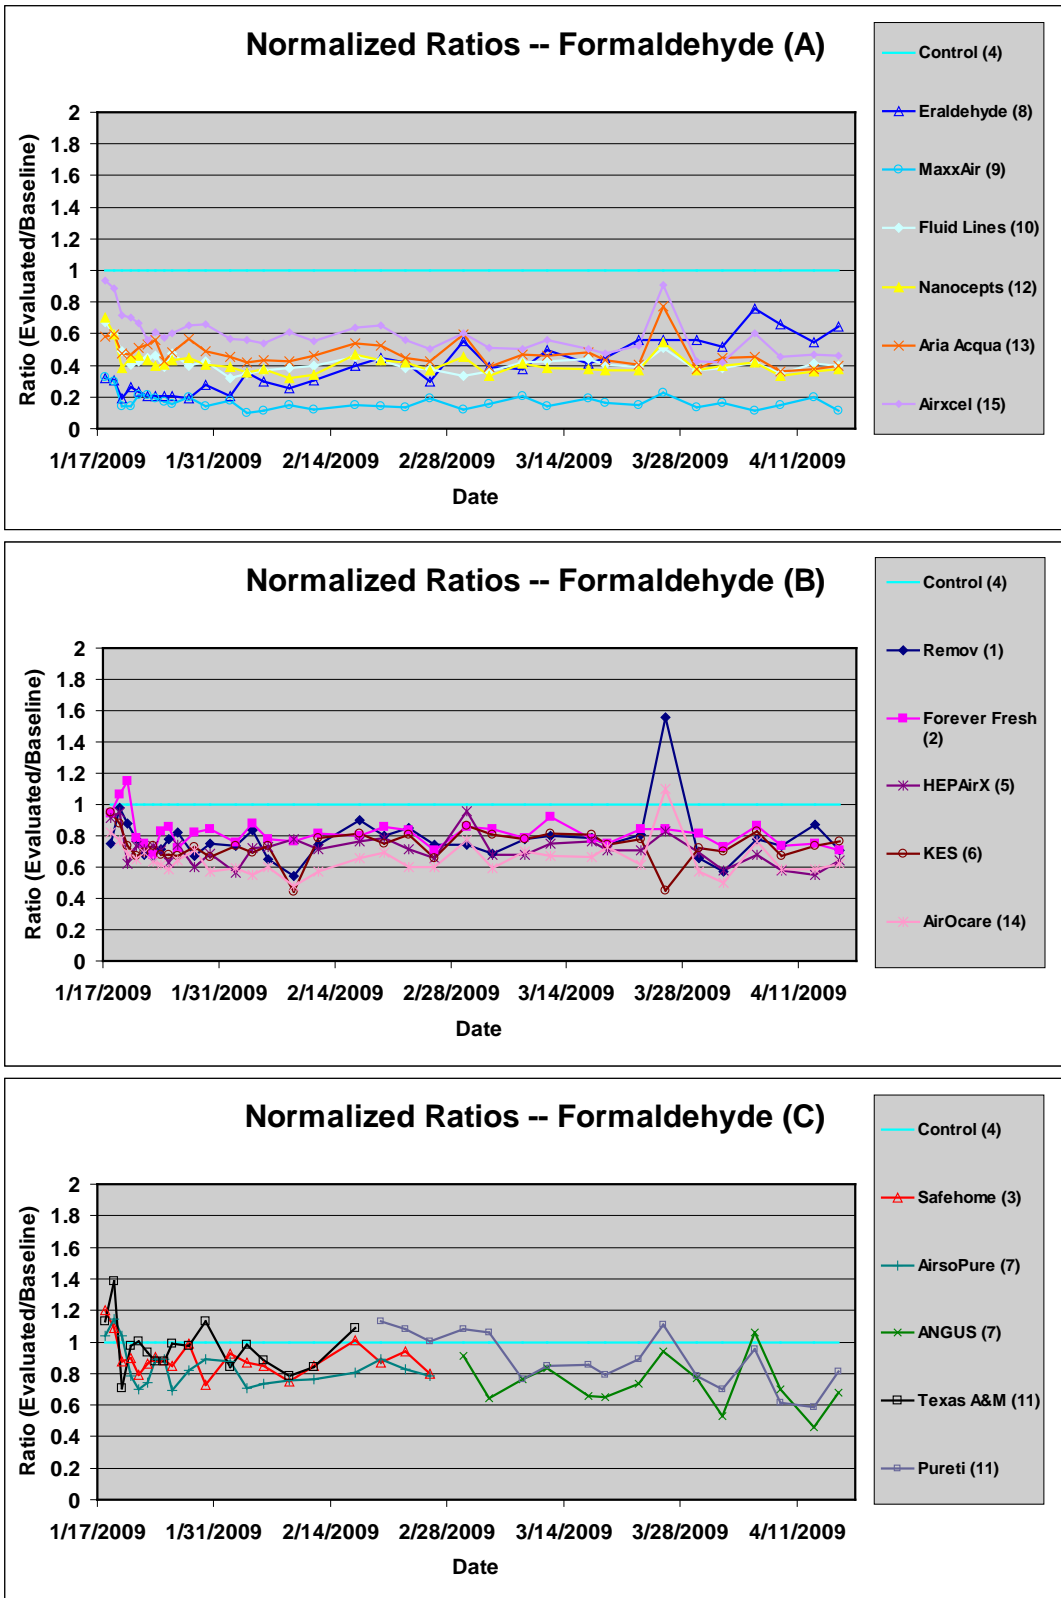 Normalized Ratios -- Formaldehyde (A)
Ratio (Evaluated/Baseline)
2
1.8
1.6
1.4
1.2
1
0.8
0.6
0.4
0.2
0
1/17/2009 1/31/2009 2/14/2009 2/28/2009 3/14/2009 3/28/2009 4/11/2009
Date
Control (4)
Eraldehyde (8)
MaxxAir (9)
Fluid Lines (10)
Nanocepts (12)
Aria Acqua (13)
Airxcel (15)
Normalized Ratios -- Formaldehyde (B)
Ratio (Evaluated/Baseline)
2
1.8
1.6
1.4
1.2
1
0.8
0.6
0.4
0.2
0
1/17/2009 1/31/2009 2/14/2009 2/28/2009 3/14/2009 3/28/2009 4/11/2009
Date
Control (4)
Remov (1)
Forever Fresh
(2)
HEPAirX (5)
KES (6)
AirOcare (14)
Normalized Ratios -- Formaldehyde (C)
Ratio (Evaluated/Baseline)
2
1.8
1.6
1.4
1.2
1
0.8
0.6
0.4
0.2
0
1/17/2009 1/31/2009 2/14/2009 2/28/2009 3/14/2009 3/28/2009 4/11/2009
Date
Control (4)
Safehome (3)
AirsoPure (7)
ANGUS (7)
Texas A&M (11)
Pureti (11)